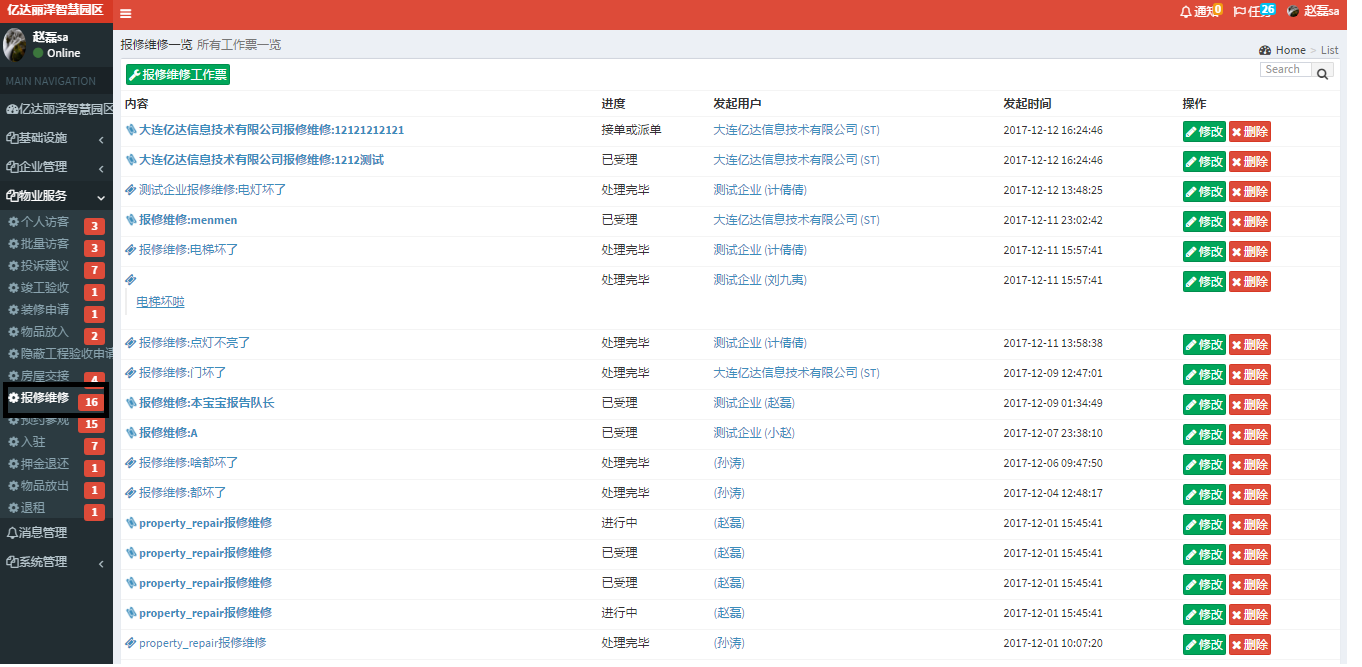 亿达丽泽智慧园区
通知 0 任务 26 赵磊sa
赵磊sa
Online
MAIN NAVIGATION
亿达丽泽智慧园区
基础设施
企业管理
物业服务
个人访客 3
批量访客 3
投诉建议 7
竣工验收 1
装修申请 1
物品放入 2
隐蔽工程验收申请
房屋交接 4
报修维修 16
预约参观 15
入驻 7
押金退还 1
物品放出 1
退租 1
消息管理
系统管理
报修维修一览 所有工作票一览
Home > List
报修维修工作票
Search
内容 进度 发起用户 发起时间 操作
大连亿达信息技术有限公司报修维修:12121212121 接单或派单 大连亿达信息技术有限公司 (ST) 2017-12-12 16:24:46 修改 删除
大连亿达信息技术有限公司报修维修:1212测试 已受理 大连亿达信息技术有限公司 (ST) 2017-12-12 16:24:46 修改 删除
测试企业报修维修:电灯坏了 处理完毕 测试企业 (计倩倩) 2017-12-12 13:48:25 修改 删除
报修维修:menmen 已受理 大连亿达信息技术有限公司 (ST) 2017-12-11 23:02:42 修改 删除
报修维修:电梯坏了 处理完毕 测试企业 (计倩倩) 2017-12-11 15:57:41 修改 删除
处理完毕 测试企业 (刘九夷) 2017-12-11 15:57:41 修改 删除
电梯坏啦
报修维修:点灯不亮了 处理完毕 测试企业 (计倩倩) 2017-12-11 13:58:38 修改 删除
报修维修:门坏了 处理完毕 大连亿达信息技术有限公司 (ST) 2017-12-09 12:47:01 修改 删除
报修维修:本宝宝报告队长 已受理 测试企业 (赵磊) 2017-12-09 01:34:49 修改 删除
报修维修:A 已受理 测试企业 (小赵) 2017-12-07 23:38:10 修改 删除
报修维修:啥都坏了 处理完毕 (孙涛) 2017-12-06 09:47:50 修改 删除
报修维修:都坏了 处理完毕 (孙涛) 2017-12-04 12:48:17 修改 删除
property_repair报修维修 进行中 (赵磊) 2017-12-01 15:45:41 修改 删除
property_repair报修维修 已受理 (赵磊) 2017-12-01 15:45:41 修改 删除
property_repair报修维修 已受理 (赵磊) 2017-12-01 15:45:41 修改 删除
property_repair报修维修 进行中 (赵磊) 2017-12-01 15:45:41 修改 删除
property_repair报修维修 处理完毕 (孙涛) 2017-12-01 10:07:20 修改 删除